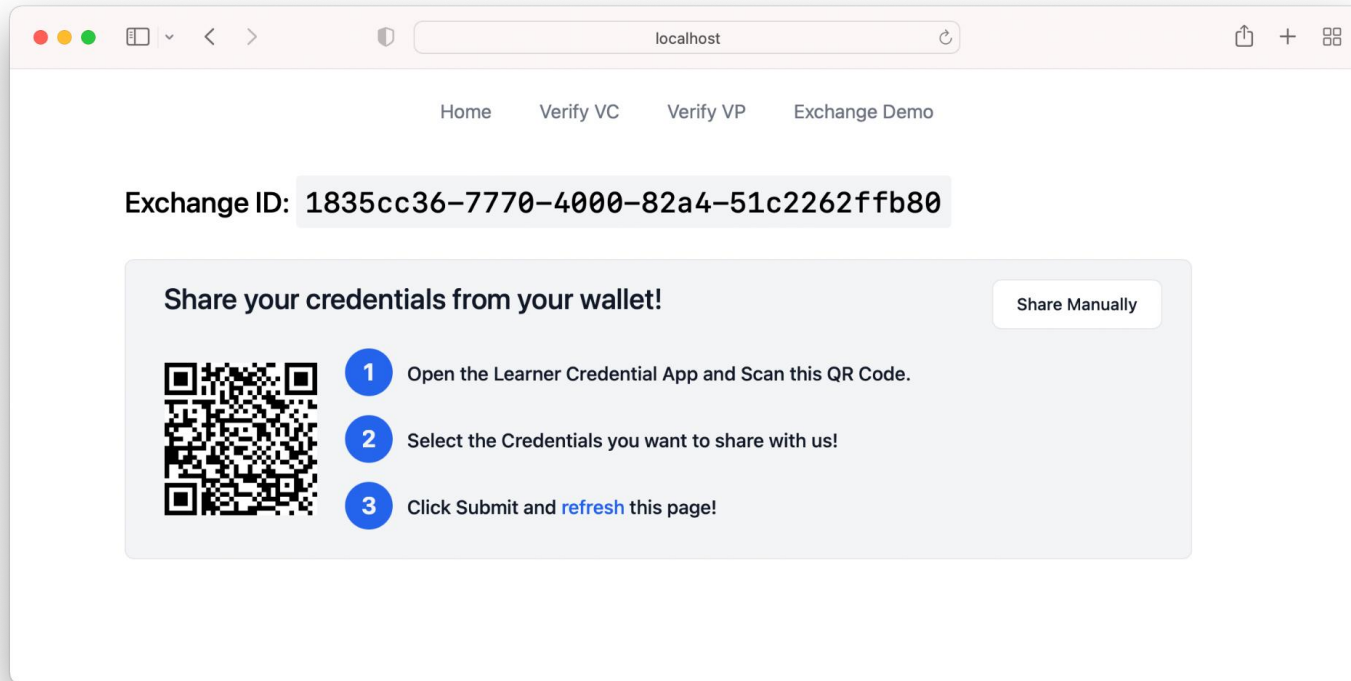 localhost
Home Verify VC Verify VP Exchange Demo
Exchange ID: 1835cc36-7770-4000-82a4-51c2262ffb80
Share your credentials from your wallet!
Share Manually
1 Open the Learner Credential App and Scan this QR Code.
2 Select the Credentials you want to share with us!
3 Click Submit and refresh this page!